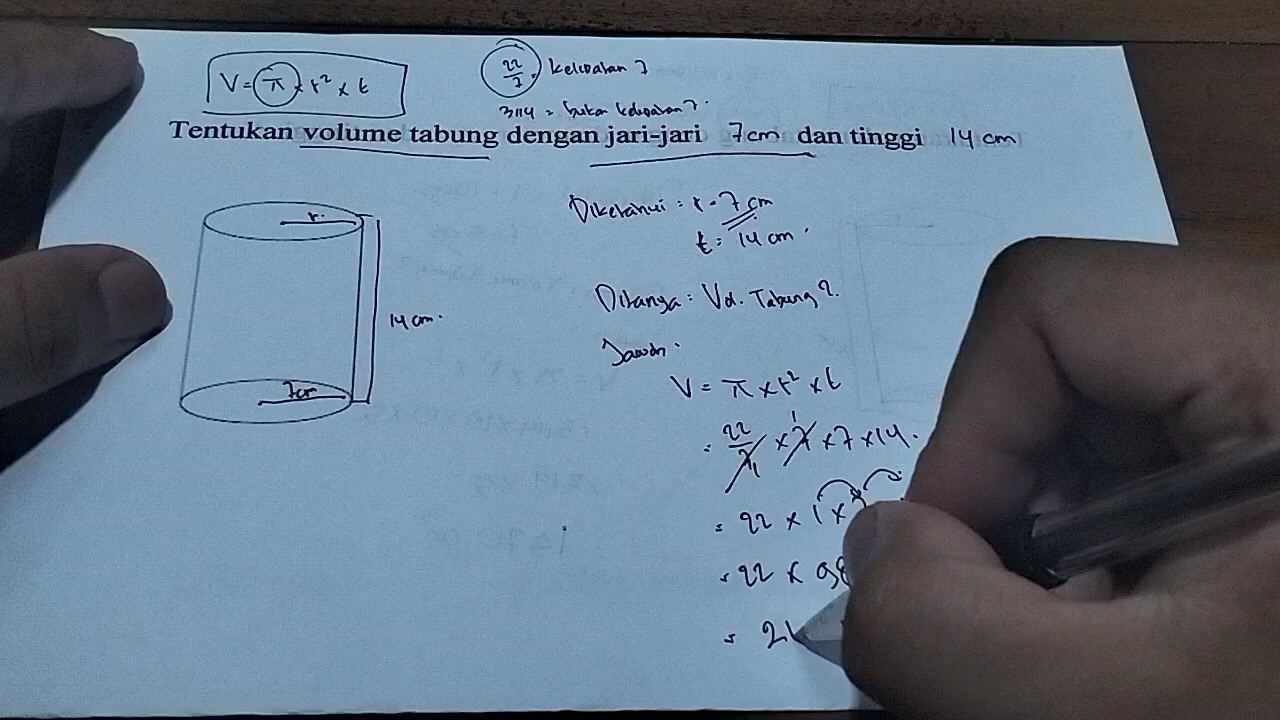 V = π × r² × t
22/7 = kelipatan 7
3,14 = bukan kelipatan 7.
Tentukan volume tabung dengan jari-jari 7cm dan tinggi 14 cm
r.
14 cm.
7cm
Diketahui : r = 7 cm
t = 14 cm.
Ditanya : Vol. Tabung ?.
Jawab.
V = π × r² × t
= 22/7 × 7 × 7 × 14.
= 22 × 1 ×
= 22 × 98
= 21